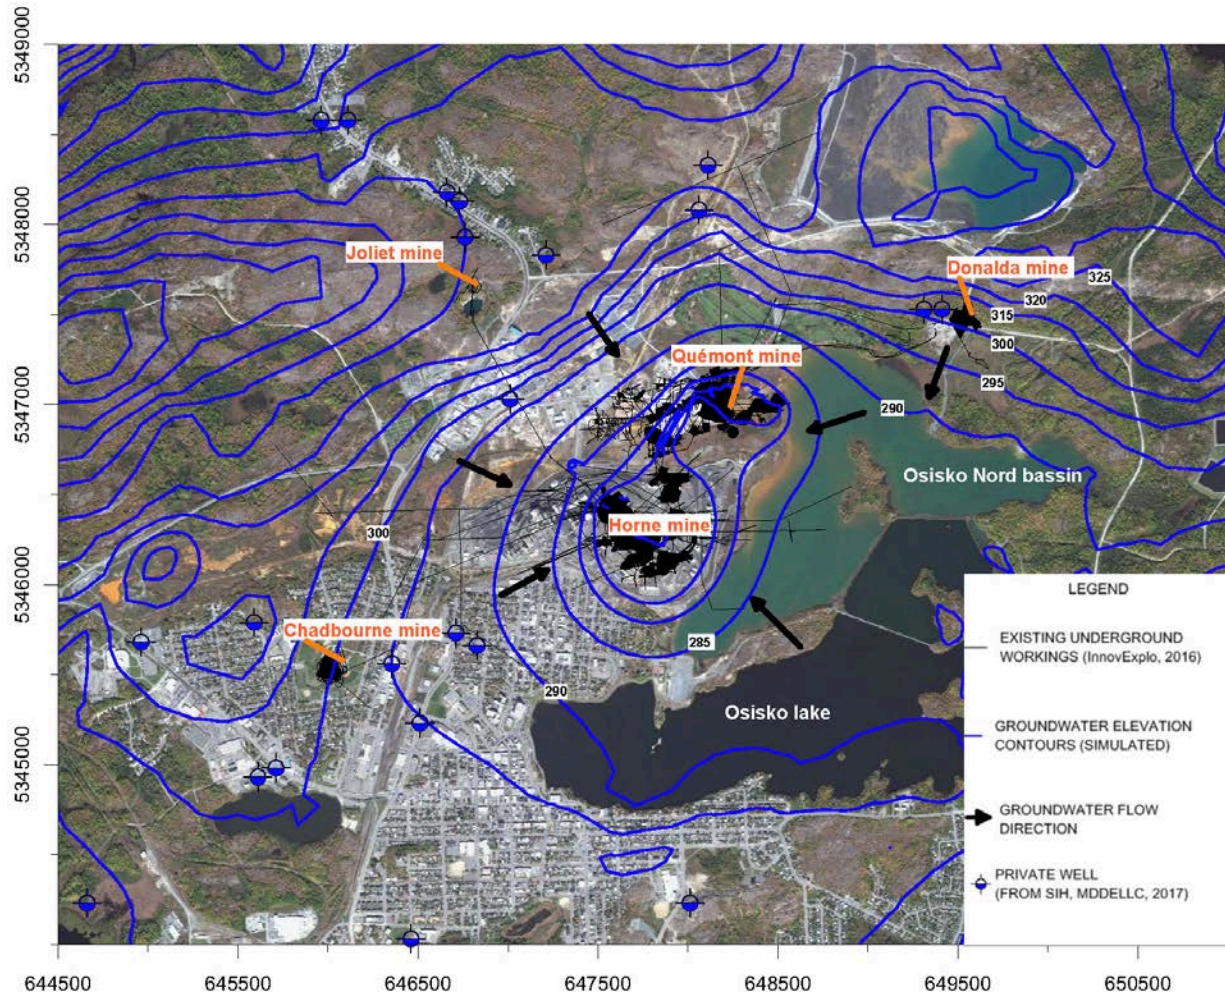 5349000
5348000
5347000
5346000
5345000
Joliet mine
Donalda mine
325
320
315
300
295
290
Quémont mine
Osisko Nord bassin
Horne mine
300
Chadbourne mine
285
290
Osisko lake
LEGEND
EXISTING UNDERGROUND
WORKINGS (InnovExplo, 2016)
GROUNDWATER ELEVATION
CONTOURS (SIMULATED)
GROUNDWATER FLOW
DIRECTION
PRIVATE WELL
(FROM SIH, MDDELLC, 2017)
644500
645500
646500
647500
648500
649500
650500